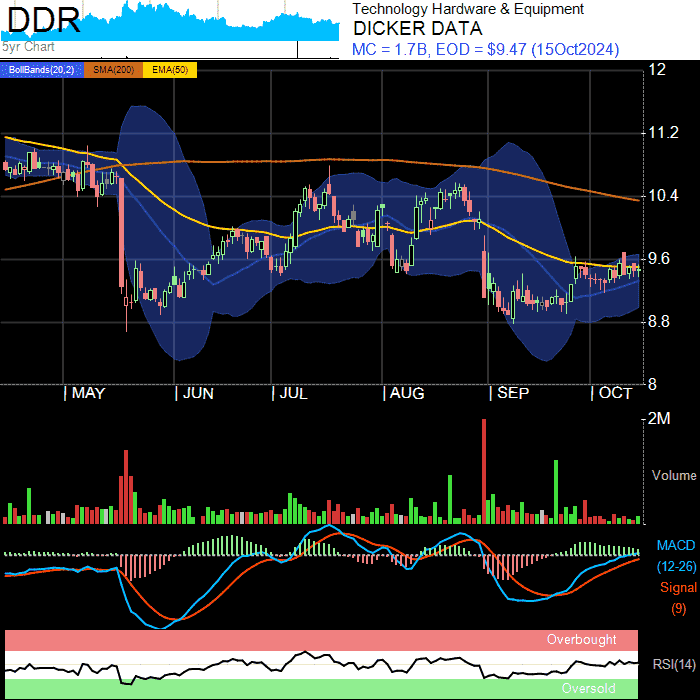 DDR
5yr Chart
Technology Hardware & Equipment
DICKER DATA
MC = 1.7B, EOD = $9.47 (15Oct2024)
BollBands(20,2) SMA(200) EMA(50)
12
11.2
10.4
9.6
8.8
8
| MAY | JUN | JUL | AUG | SEP | OCT
2M
Volume
MACD
(12-26)
Signal
(9)
Overbought
RSI(14)
Oversold